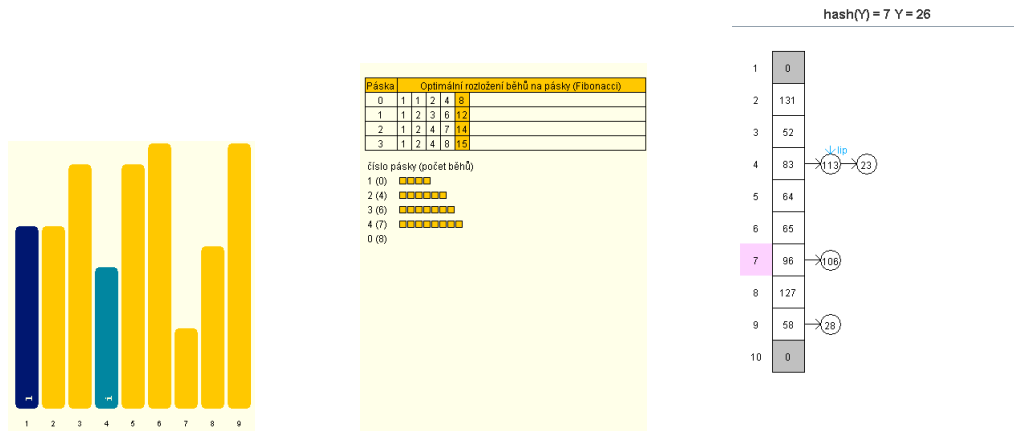 hash(Y) = 7 Y = 26
1 0
2 131
3 52
lip
4 83 113 23
5 64
6 65
7 96 106
8 127
9 58 28
10 0
Páska Optimální rozložení běhů na pásky (Fibonacci)
0 1 1 2 4 8
1 1 2 3 6 12
2 1 2 4 7 14
3 1 2 4 8 15
číslo pásky (počet běhů)
1 (0)
2 (4)
3 (6)
4 (7)
0 (8)
1 i
1 2 3 4 5 6 7 8 9